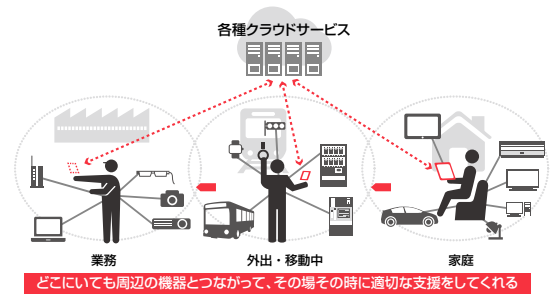 各種クラウドサービス
業務
外出・移動中
家庭
どこにいても周辺の機器とつながって、その場その時に適切な支援をしてくれる